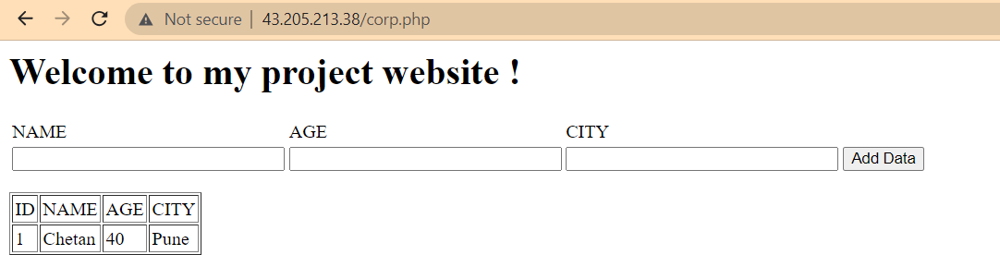 Not secure | 43.205.213.38/corp.php
Welcome to my project website !
NAME AGE CITY
Add Data
ID NAME AGE CITY
1 Chetan 40 Pune